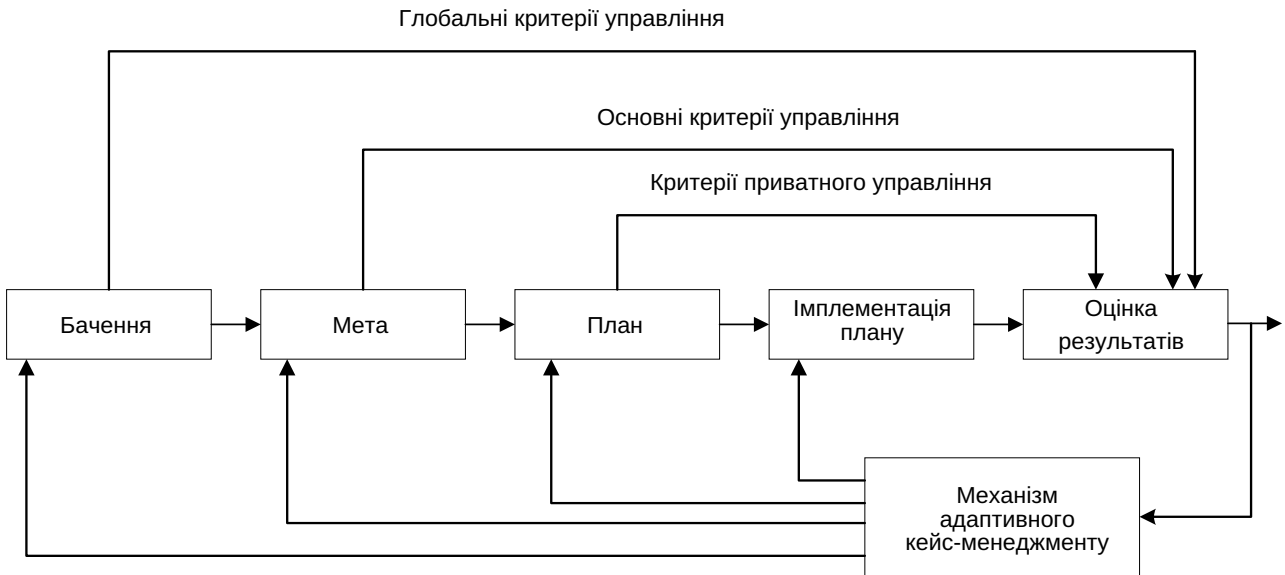 Глобальні критерії управління
Основні критерії управління
Критерії приватного управління
Бачення
Мета
План
Імплементація
плану
Оцінка
результатів
Механізм
адаптивного
кейс-менеджменту